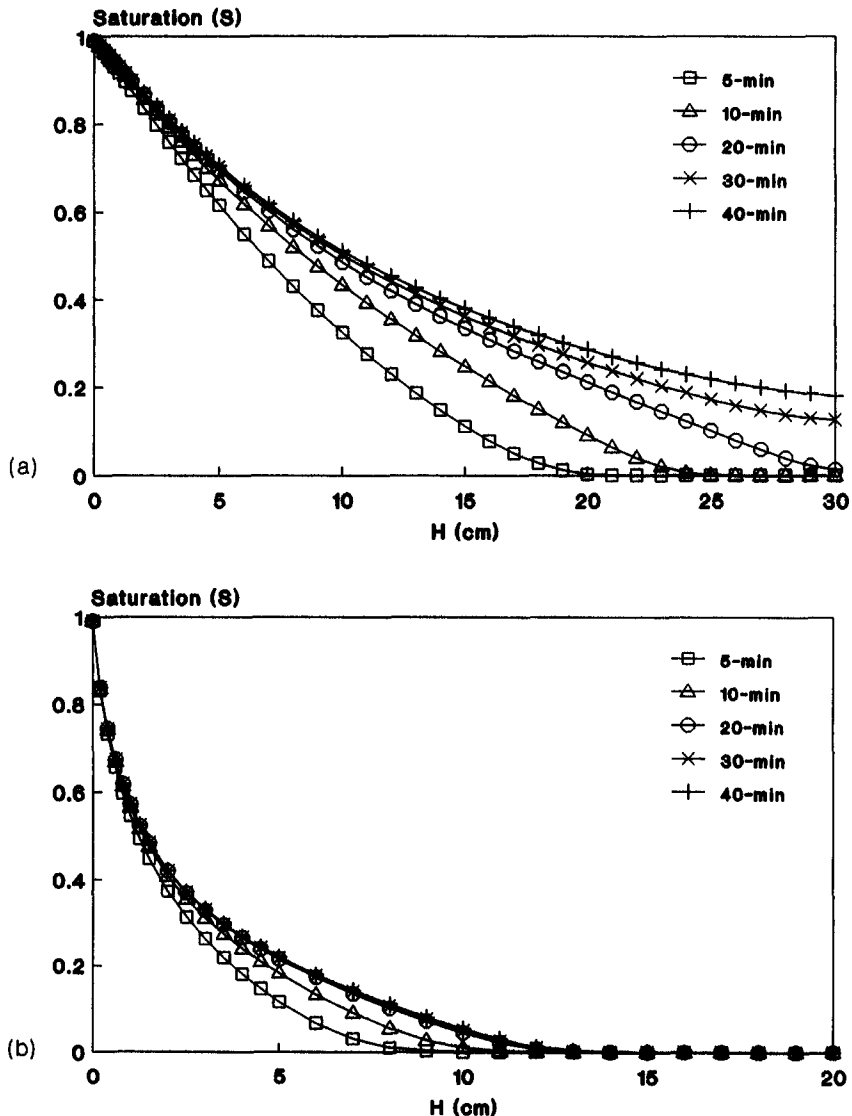 Saturation (S)
1
0.8
0.6
0.4
0.2
0
5-min
10-min
20-min
30-min
40-min
(a)
0 5 10 15 20 25 30
H (cm)
Saturation (S)
1
0.8
0.6
0.4
0.2
0
5-min
10-min
20-min
30-min
40-min
(b)
0 5 10 15 20
H (cm)